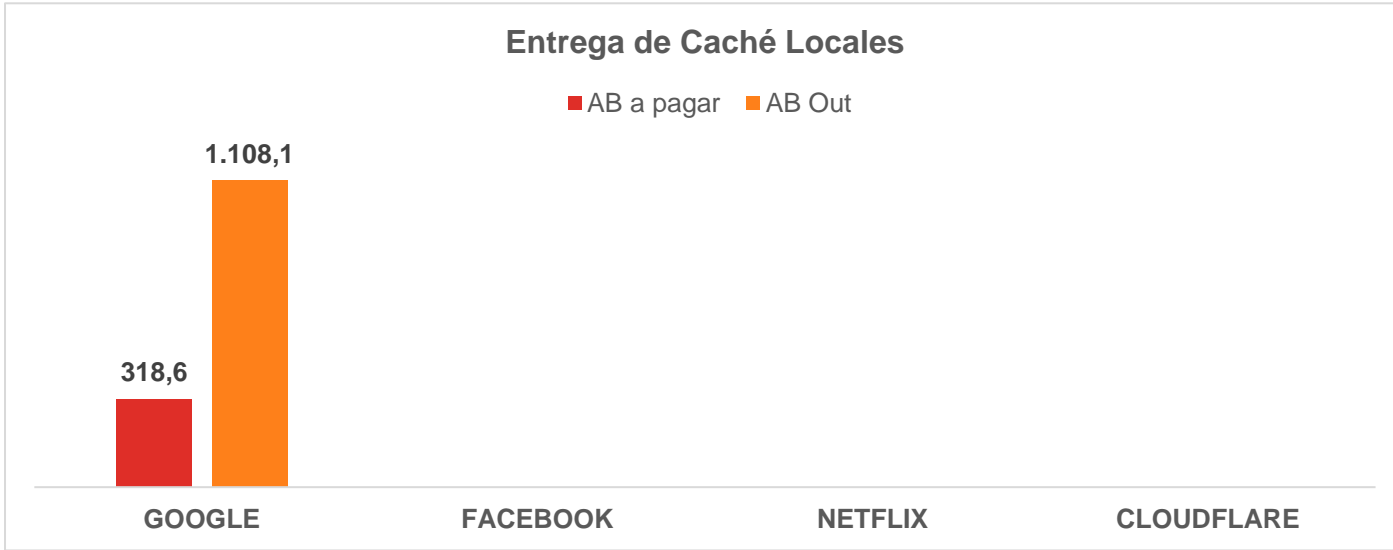 Entrega de Caché Locales
AB a pagar AB Out
1.108,1
318,6
GOOGLE FACEBOOK NETFLIX CLOUDFLARE